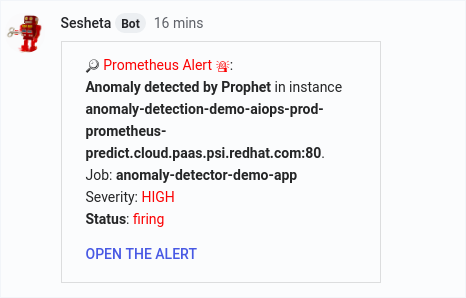 Sesheta Bot 16 mins
🔎 Prometheus Alert 🚨:
Anomaly detected by Prophet in instance
anomaly-detection-demo-aiops-prod-
prometheus-
predict.cloud.paas.psi.redhat.com:80.
Job: anomaly-detector-demo-app
Severity: HIGH
Status: firing
OPEN THE ALERT